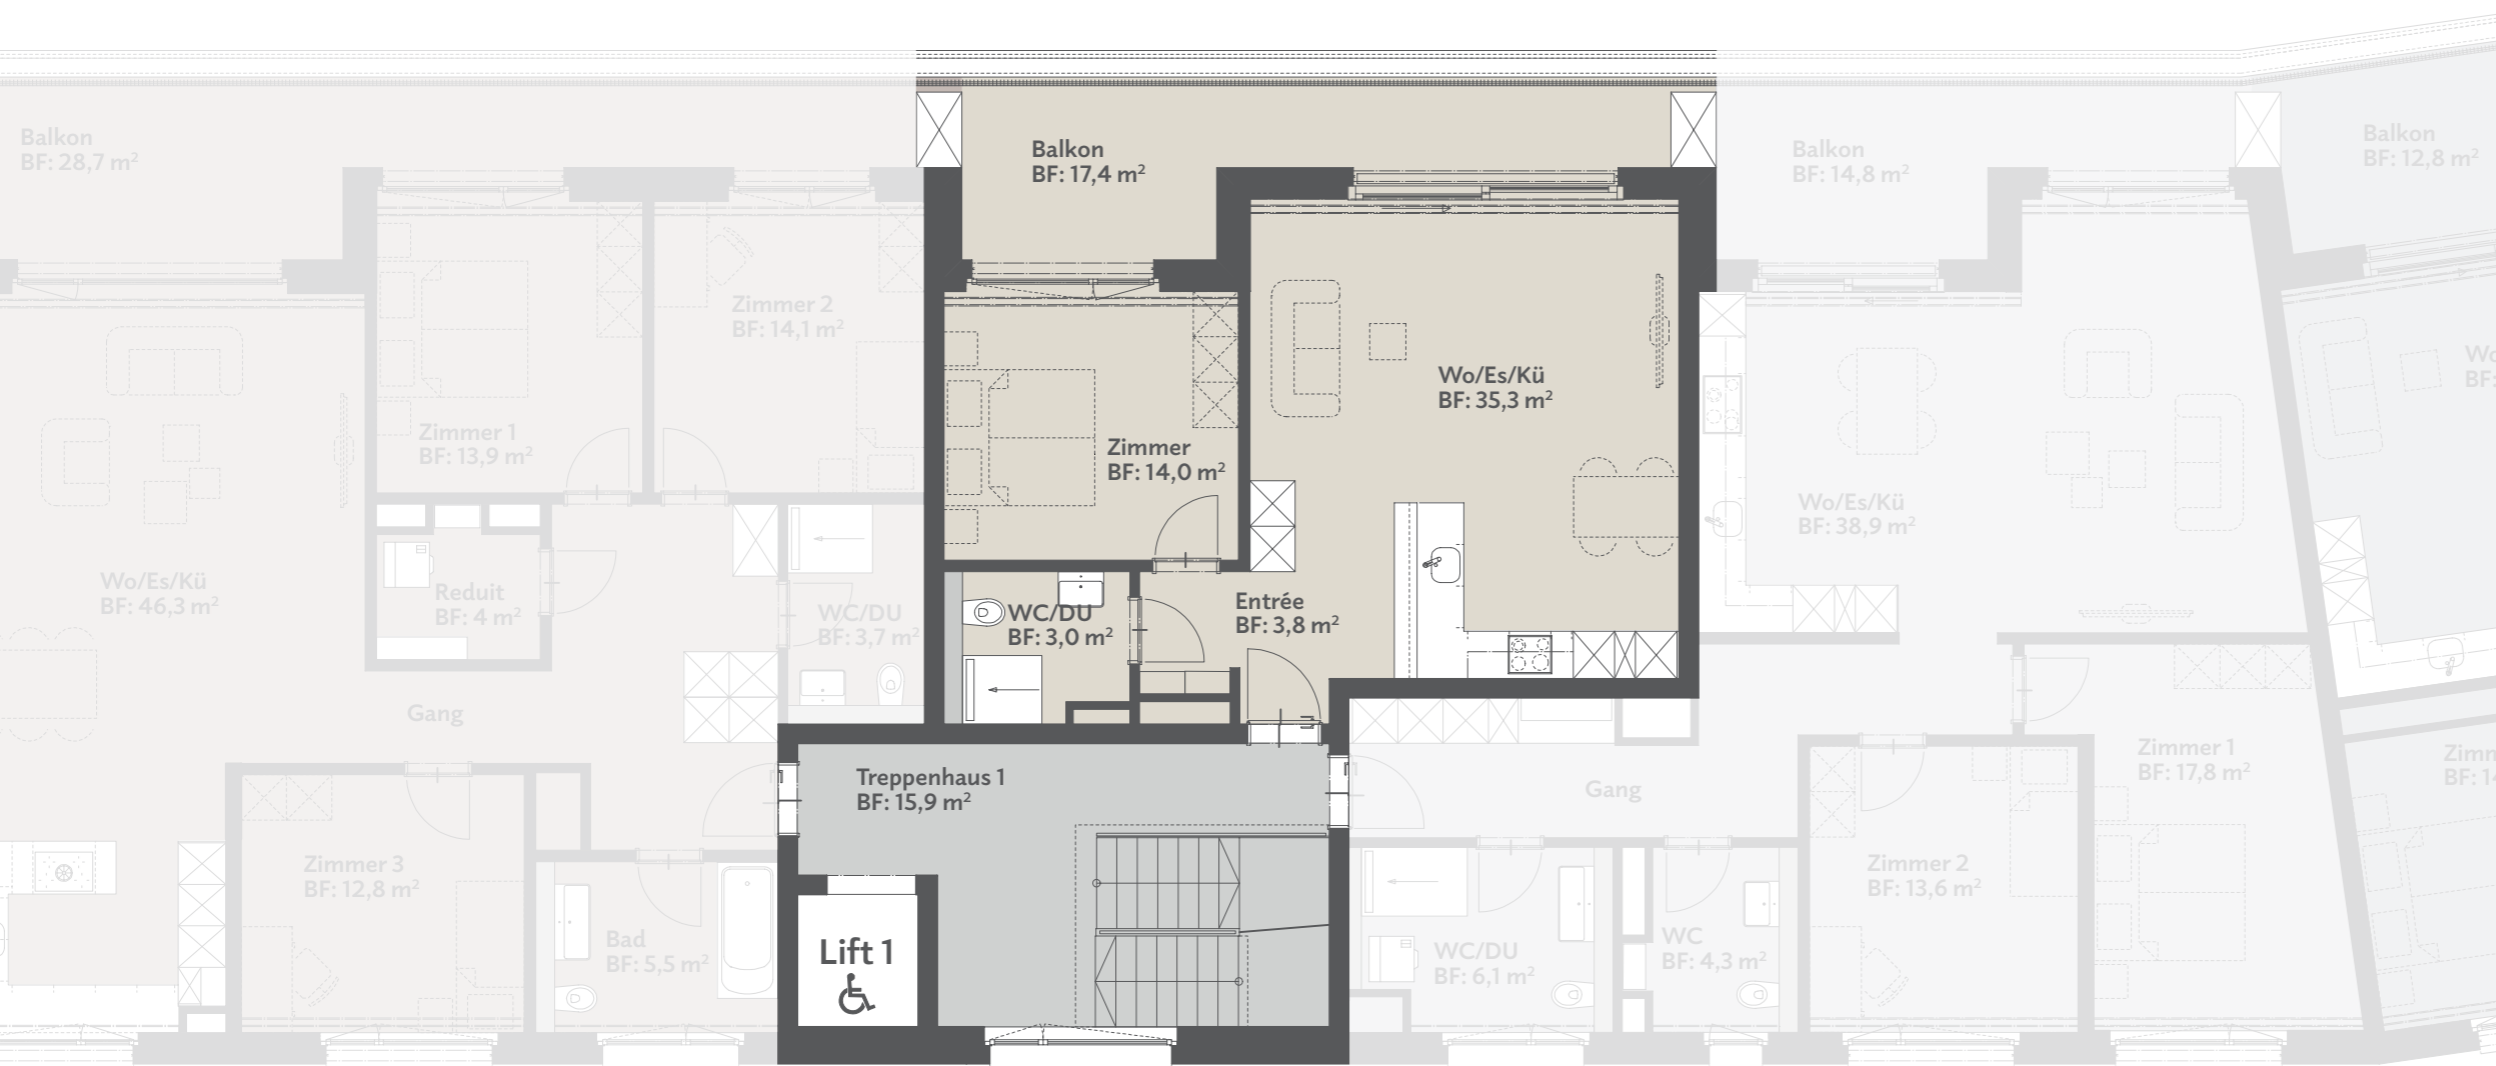 Balkon
BF: 28,7 m²
Balkon
BF: 17,4 m²
Balkon
BF: 14,8 m²
Balkon
BF: 12,8 m²
Zimmer 1
BF: 13,9 m²
Zimmer 2
BF: 14,1 m²
Zimmer
BF: 14,0 m²
Wo/Es/Kü
BF: 35,3 m²
Wo/Es/Kü
BF: 38,9 m²
Wo
BF:
Wo/Es/Kü
BF: 46,3 m²
Reduit
BF: 4 m²
WC/DU
BF: 3,7 m²
WC/DU
BF: 3,0 m²
Entrée
BF: 3,8 m²
Gang
Treppenhaus 1
BF: 15,9 m²
Gang
Zimmer 1
BF: 17,8 m²
Zimm
BF: 14
Zimmer 3
BF: 12,8 m²
Bad
BF: 5,5 m²
Lift 1
WC/DU
BF: 6,1 m²
WC
BF: 4,3 m²
Zimmer 2
BF: 13,6 m²